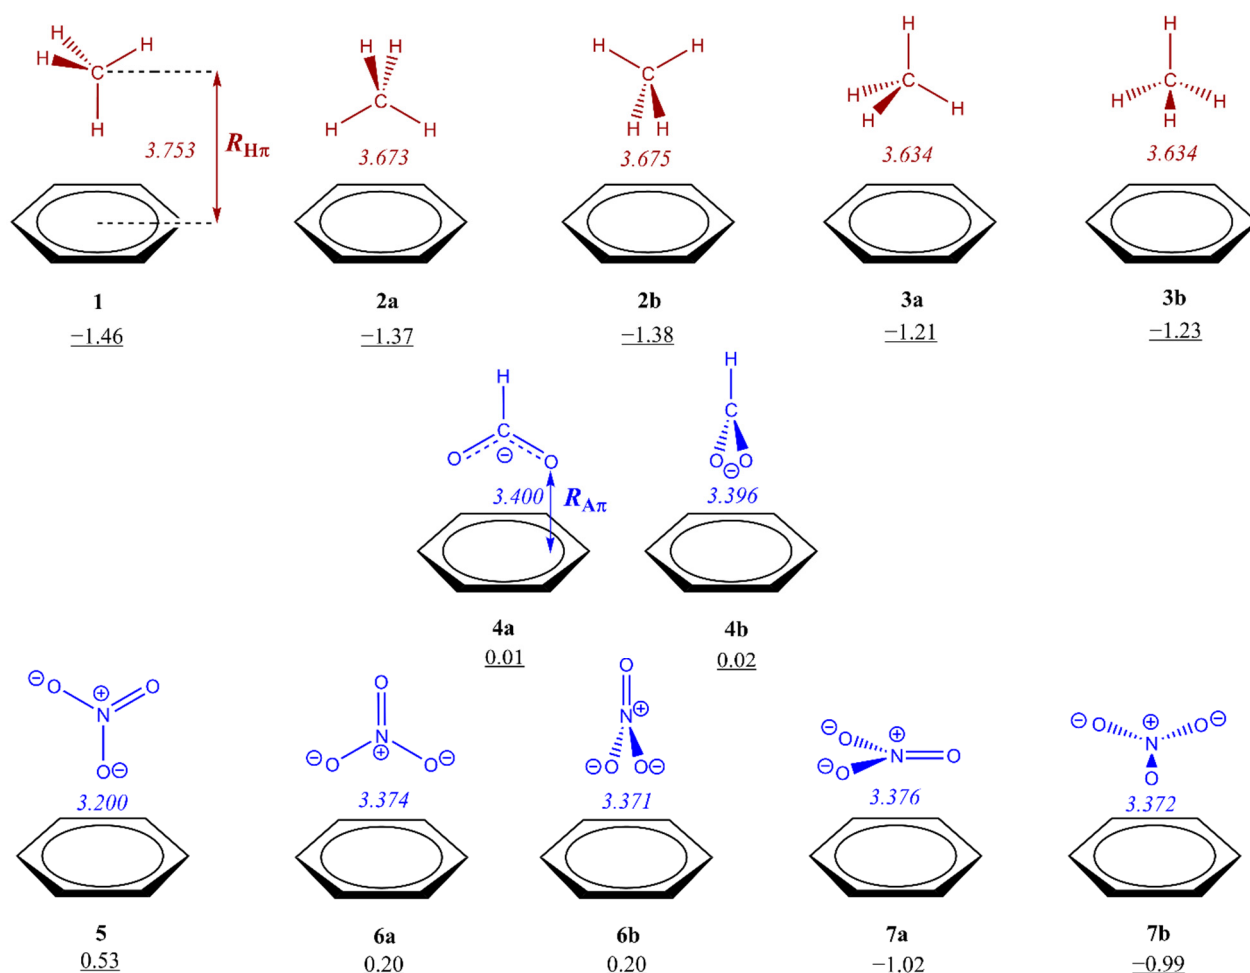 H H H H H H H H H
H C C C C C
H H H H H H H H H H H
3.753 R_Hπ 3.673 3.675 3.634 3.634
1 2a 2b 3a 3b
−1.46 −1.37 −1.38 −1.21 −1.23
H H
C C
O ⊖ O O ⊖ O
3.400 R_Aπ 3.396
4a 4b
0.01 0.02
⊖ O O O O
N ⊕ N ⊕ N ⊕ ⊖ O ⊕ N O ⊖ O ⊕ N O ⊖
O ⊖ ⊖ O O ⊖ ⊖ O O ⊖ ⊖ O O
3.200 3.374 3.371 3.376 3.372
5 6a 6b 7a 7b
0.53 0.20 0.20 −1.02 −0.99